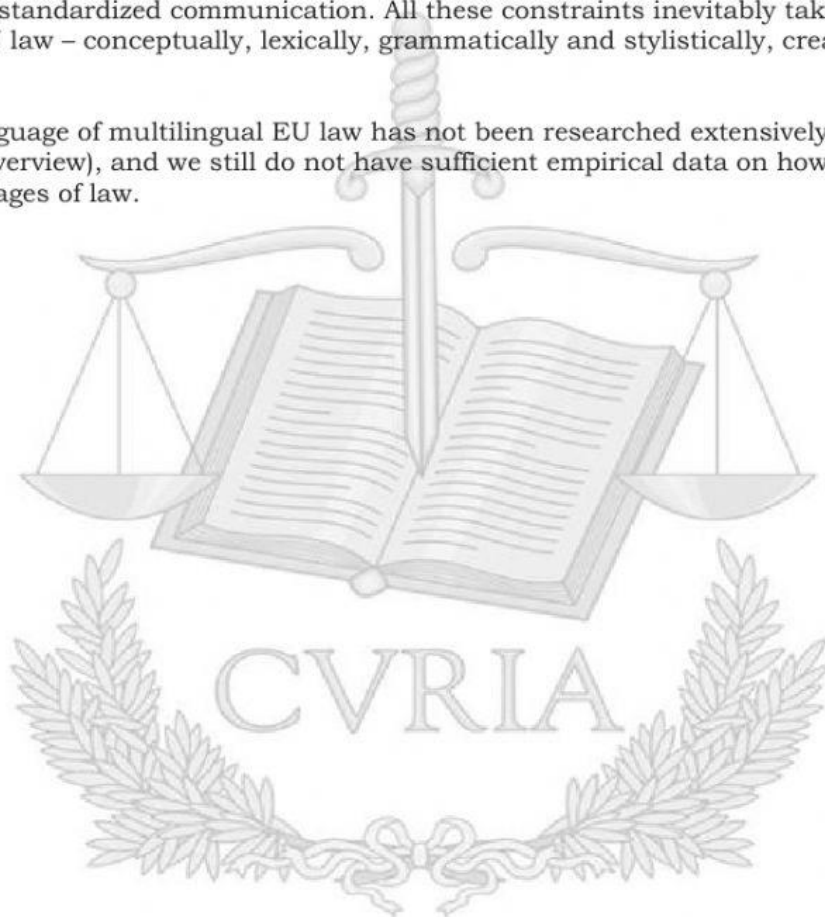 standardized communication. All these constraints inevitably tak
law – conceptually, lexically, grammatically and stylistically, crea
guage of multilingual EU law has not been researched extensively
verview), and we still do not have sufficient empirical data on how
ages of law.
CVRIA